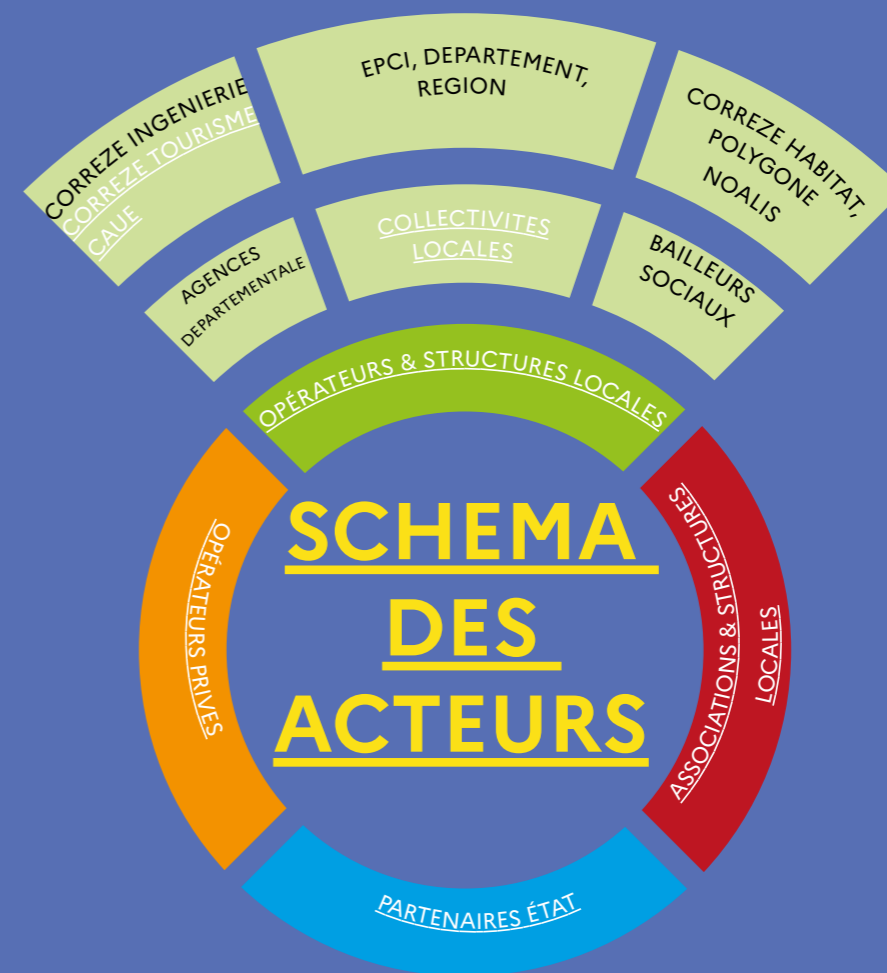 CORREZE INGENIERIE
CORREZE TOURISME
CAUE
EPCI, DEPARTEMENT,
REGION
CORREZE HABITAT,
POLYGONE
NOALIS
AGENCES
DEPARTEMENTALE
COLLECTIVITES
LOCALES
BAILLEURS
SOCIAUX
OPÉRATEURS & STRUCTURES LOCALES
OPÉRATEURS PRIVES
SCHEMA
DES
ACTEURS
ASSOCIATIONS & STRUCTURES
LOCALES
PARTENAIRES ÉTAT